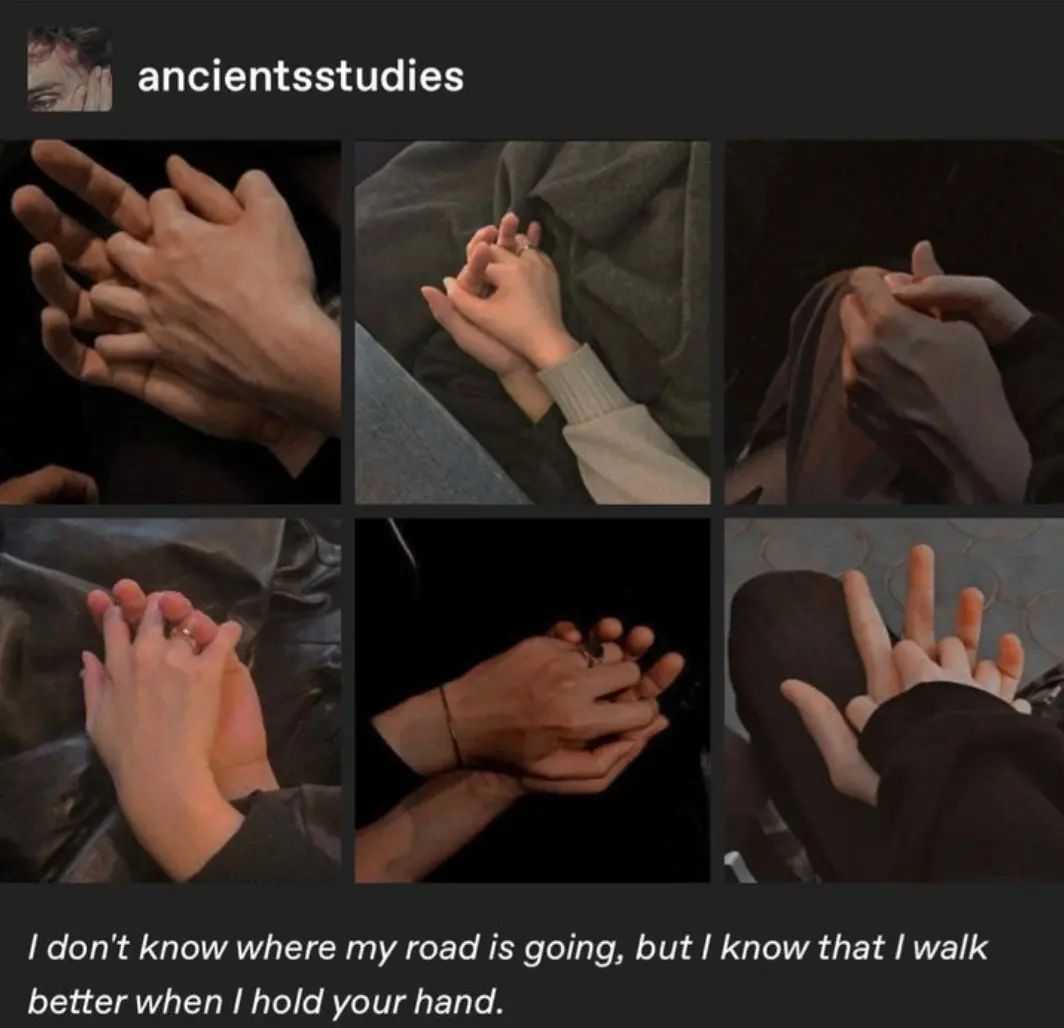 ancientsstudies
I don't know where my road is going, but I know that I walk
better when I hold your hand.